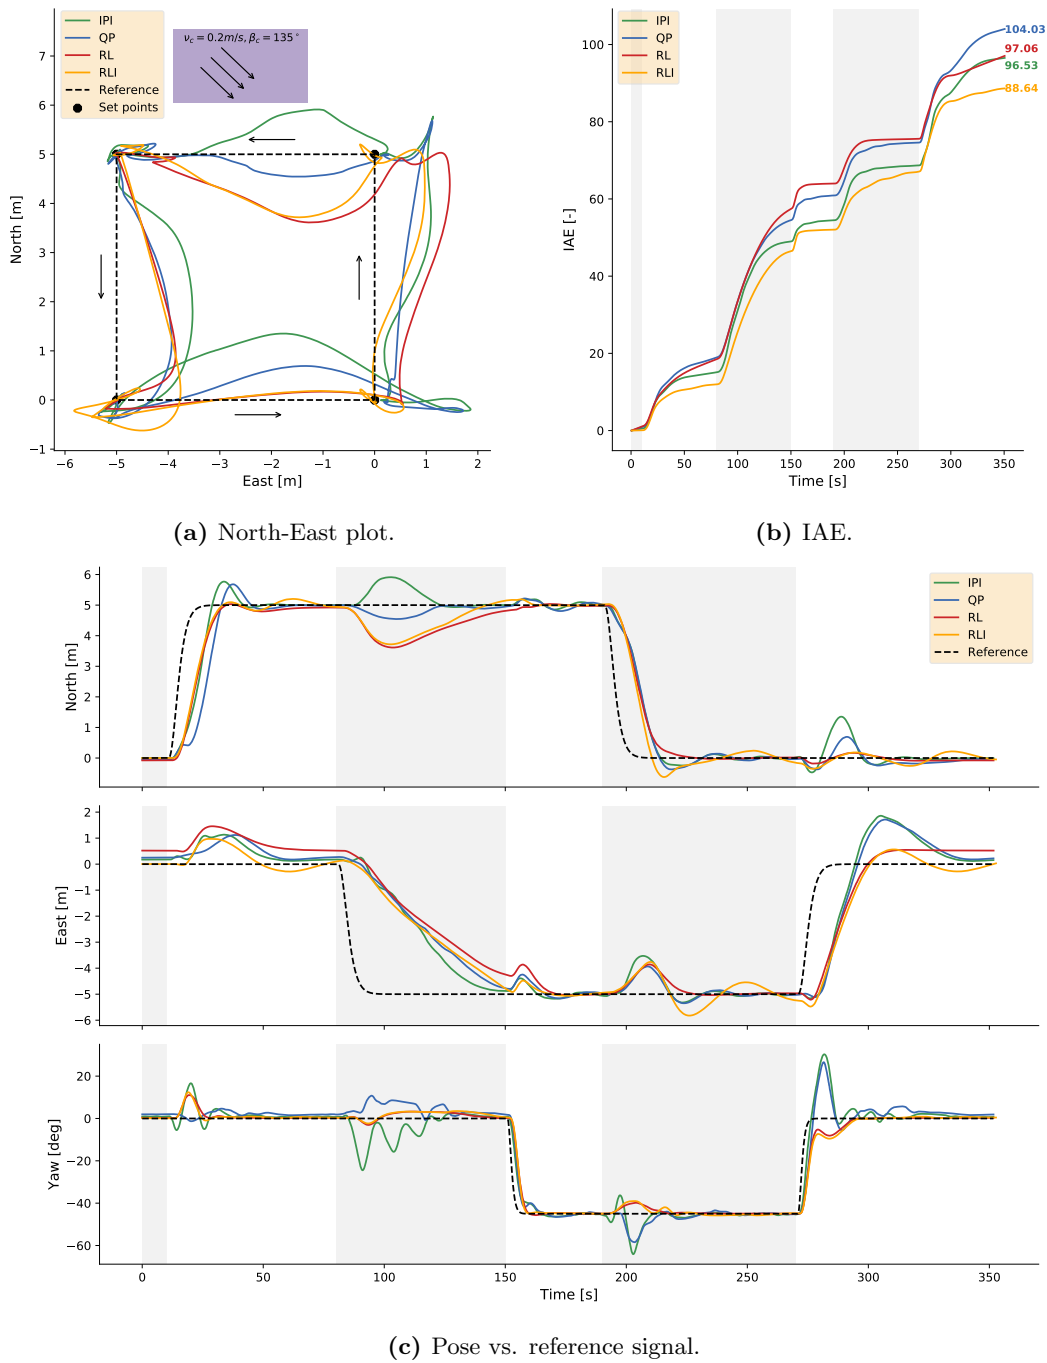 IPI
QP
RL
RLI
Reference
Set points
ν_c = 0.2m/s, β_c = 135°
7
6
5
4
3
2
1
0
−1
North [m]
−6 −5 −4 −3 −2 −1 0 1 2
East [m]
(a) North-East plot.
IPI
QP
RL
RLI
104.03
97.06
96.53
88.64
100
80
60
40
20
0
IAE [-]
0 50 100 150 200 250 300 350
Time [s]
(b) IAE.
6
5
4
3
2
1
0
North [m]
IPI
QP
RL
RLI
Reference
2
1
0
−1
−2
−3
−4
−5
−6
East [m]
20
0
−20
−40
−60
Yaw [deg]
0 50 100 150 200 250 300 350
Time [s]
(c) Pose vs. reference signal.